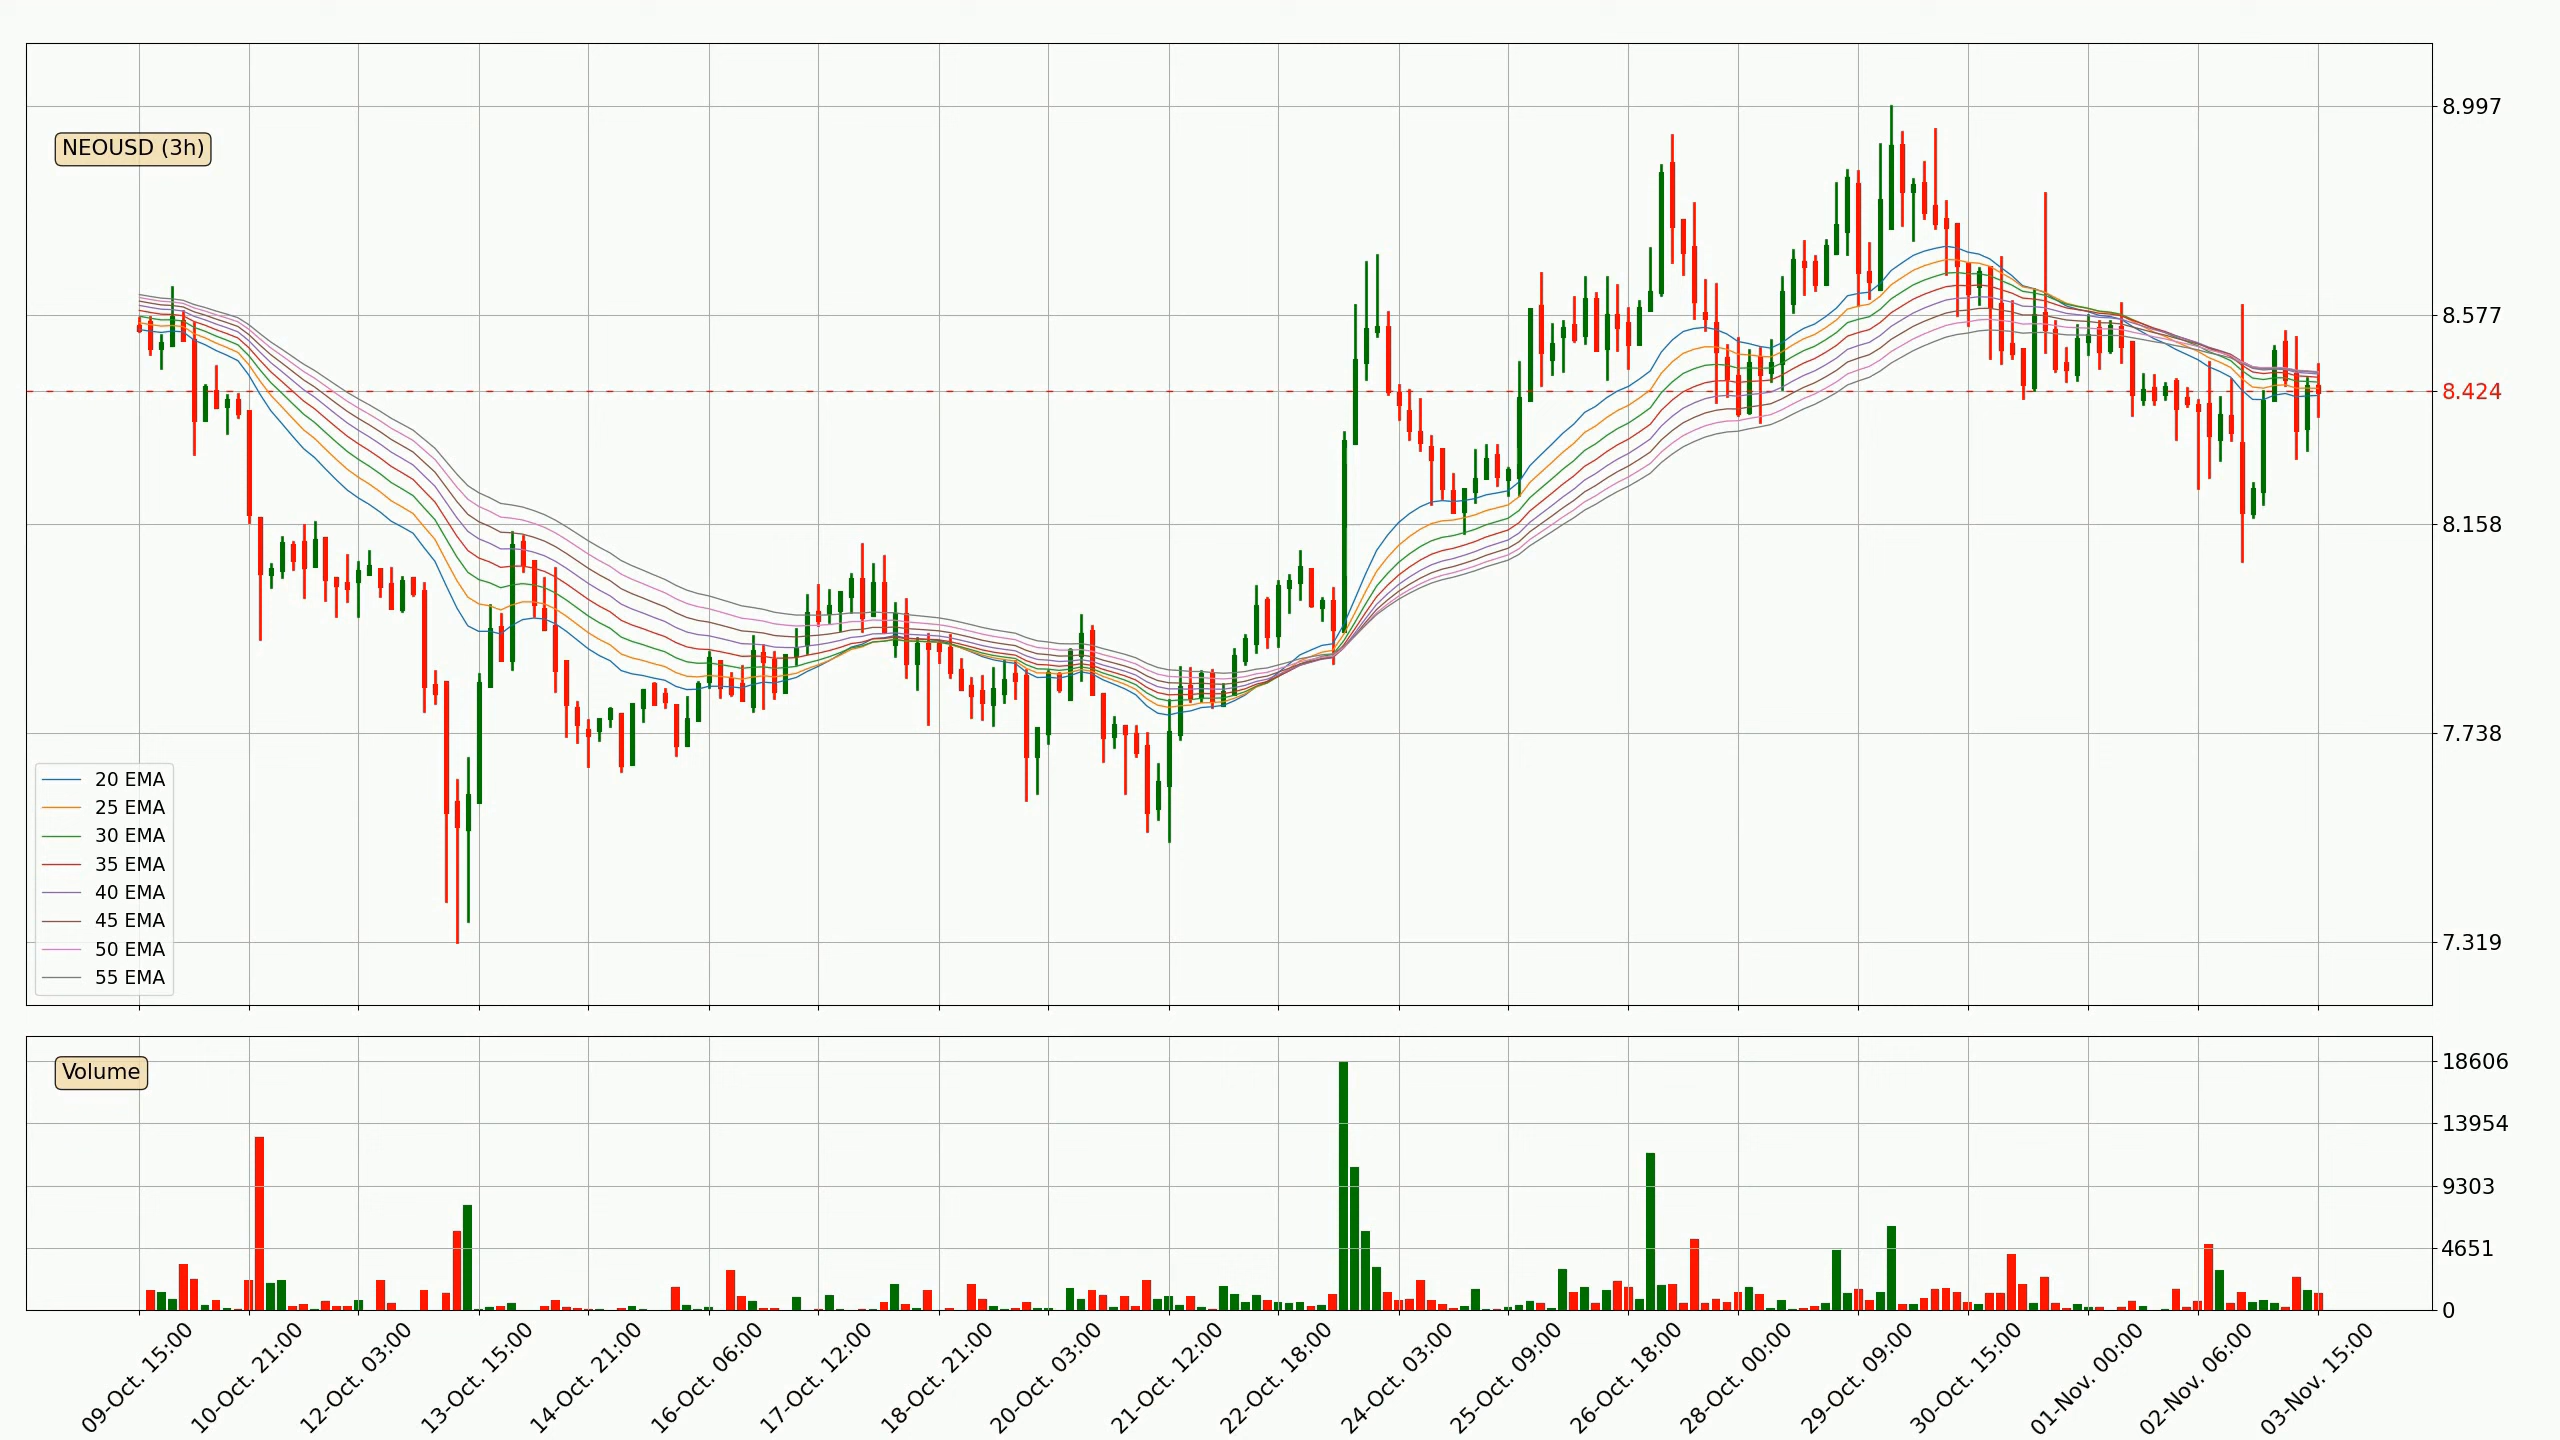 NEOUSD (3h)
8.997
8.577
8.424
8.158
7.738
7.319
20 EMA
25 EMA
30 EMA
35 EMA
40 EMA
45 EMA
50 EMA
55 EMA
Volume
18606
13954
9303
4651
0
09-Oct. 15:00
10-Oct. 21:00
12-Oct. 03:00
13-Oct. 15:00
14-Oct. 21:00
16-Oct. 06:00
17-Oct. 12:00
18-Oct. 21:00
20-Oct. 03:00
21-Oct. 12:00
22-Oct. 18:00
24-Oct. 03:00
25-Oct. 09:00
26-Oct. 18:00
28-Oct. 00:00
29-Oct. 09:00
30-Oct. 15:00
01-Nov. 00:00
02-Nov. 06:00
03-Nov. 15:00